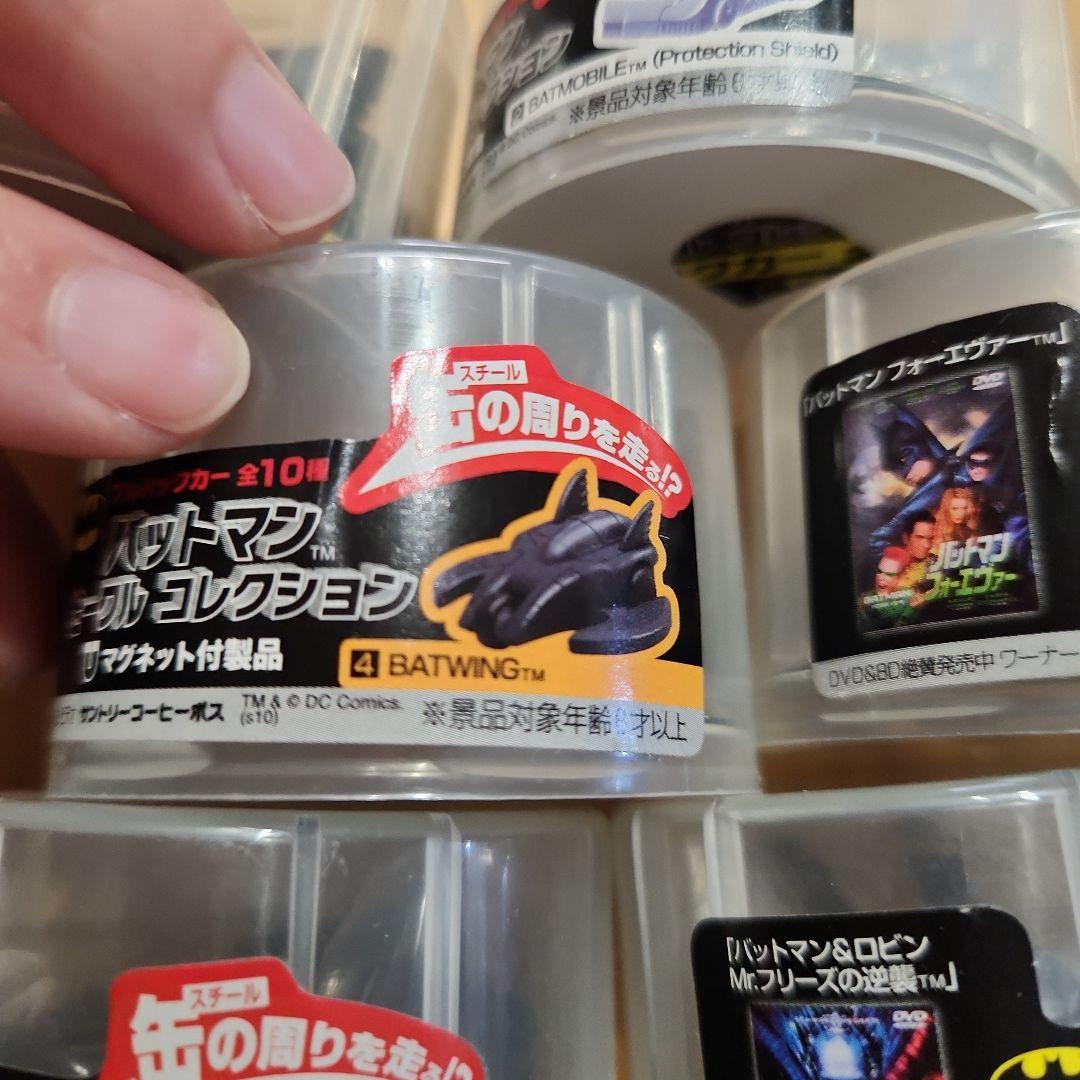 BATMOBILE™ (Protection Shield)
© DC Comics.
※景品対象年齢
スチール
缶の周りを走る!?
プルバックカー 全10種
バットマン™
コレクション
マグネット付製品
4 BATWING™
サントリーコーヒーボス
TM & © DC Comics.
(s10)
※景品対象年齢 才以上
「バットマン フォーエヴァー™」
DVD
バットマン
フォーエヴァー
DVD&BD絶賛発売中 ワーナー
スチール
缶の周りを走る!?
「バットマン&ロビン
Mr.フリーズの逆襲™」
DVD